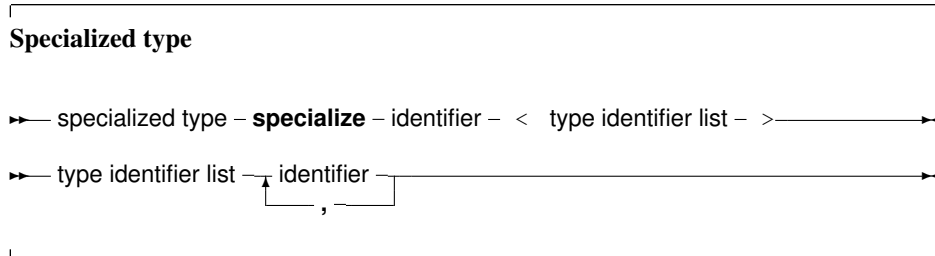 Specialized type
specialized type specialize identifier < type identifier list >
type identifier list identifier
,